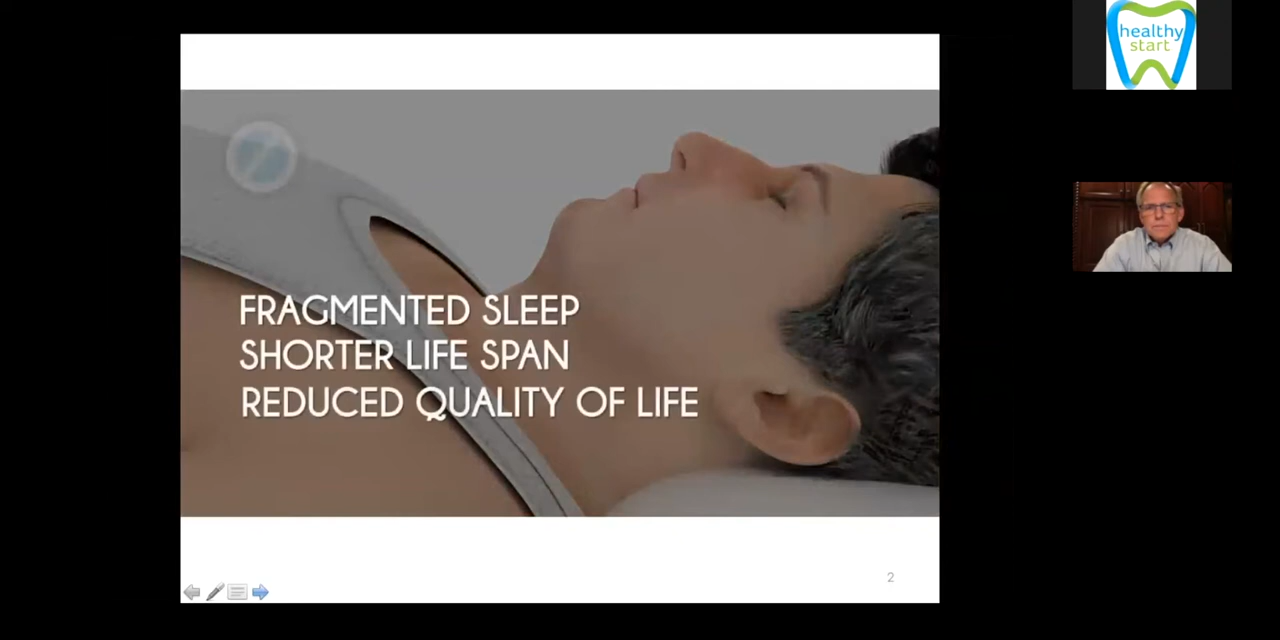 FRAGMENTED SLEEP
SHORTER LIFE SPAN
REDUCED QUALITY OF LIFE
2
healthy
start